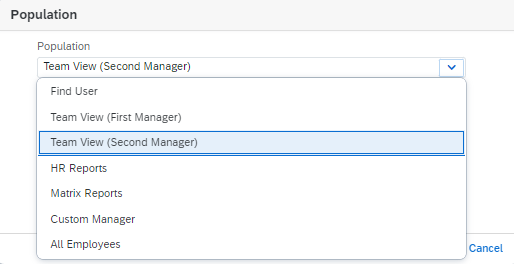 Population
Population
Team View (Second Manager)
Find User
Team View (First Manager)
Team View (Second Manager)
HR Reports
Matrix Reports
Custom Manager
All Employees
Cancel